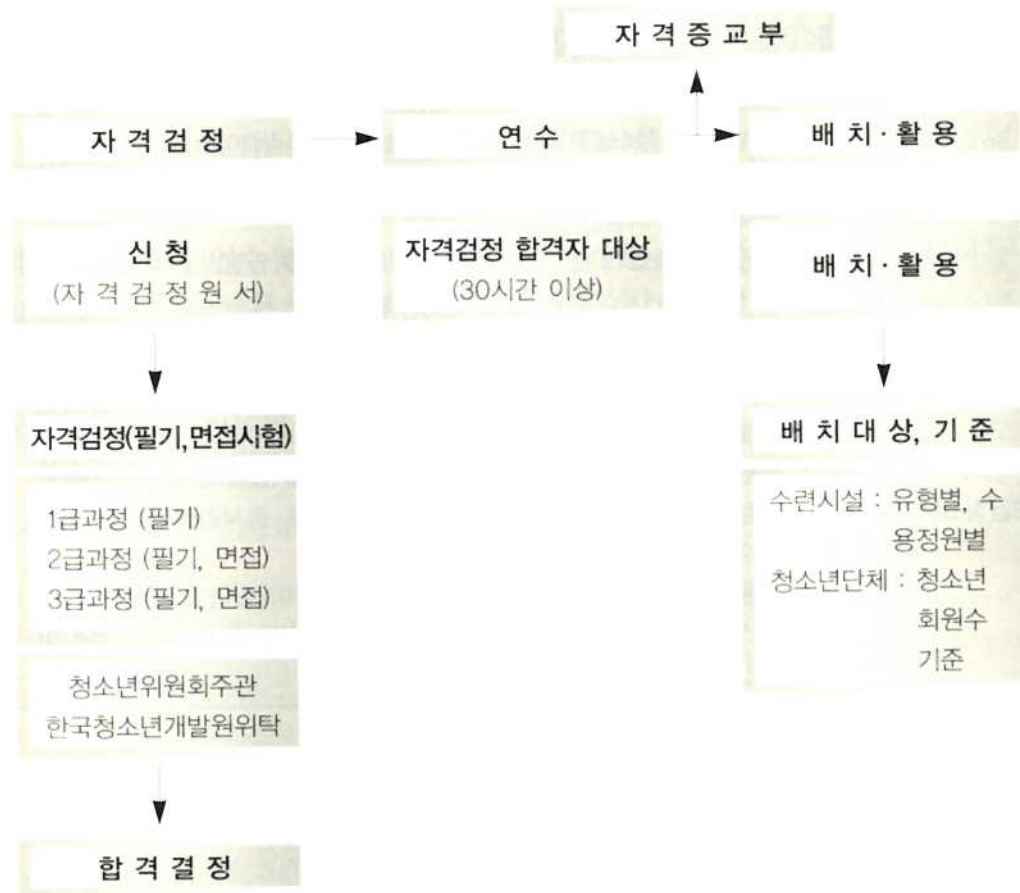 자격증교부
자격검정
연수
배치·활용
신청
(자격검정원서)
자격검정 합격자 대상
(30시간 이상)
배치·활용
자격검정(필기,면접시험)
1급과정 (필기)
2급과정 (필기, 면접)
3급과정 (필기, 면접)
청소년위원회주관
한국청소년개발원위탁
합격결정
배치대상, 기준
수련시설 : 유형별, 수
용정원별
청소년단체 : 청소년
회원수
기준